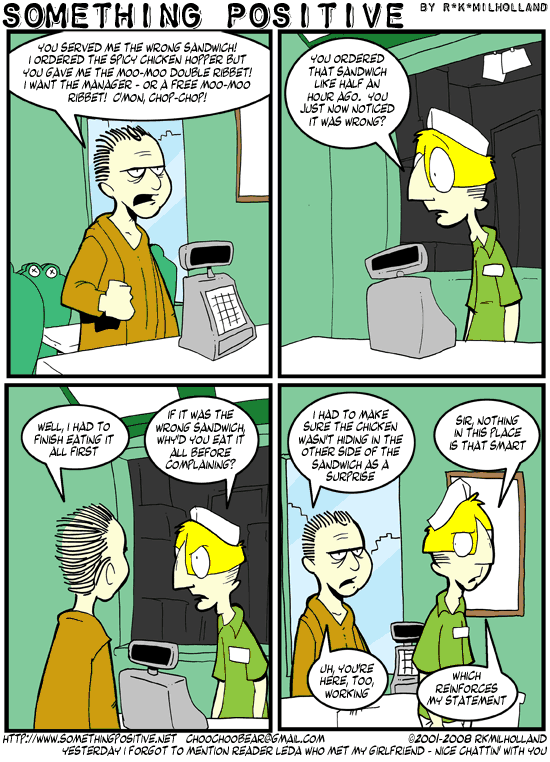 SOMETHING POSITIVE BY R*K*MILHOLLAND
YOU SERVED ME THE WRONG SANDWICH!
I ORDERED THE SPICY CHICKEN HOPPER BUT
YOU GAVE ME THE MOO-MOO DOUBLE RIBBET!
I WANT THE MANAGER - OR A FREE MOO-MOO
RIBBET! C'MON, CHOP-CHOP!
YOU ORDERED
THAT SANDWICH
LIKE HALF AN
HOUR AGO. YOU
JUST NOW NOTICED
IT WAS WRONG?
WELL, I HAD TO
FINISH EATING IT
ALL FIRST
IF IT WAS THE
WRONG SANDWICH,
WHY'D YOU EAT IT
ALL BEFORE
COMPLAINING?
I HAD TO MAKE
SURE THE CHICKEN
WASN'T HIDING IN THE
OTHER SIDE OF THE
SANDWICH AS A
SURPRISE
SIR, NOTHING
IN THIS PLACE
IS THAT SMART
UH, YOU'RE
HERE, TOO,
WORKING
WHICH
REINFORCES
MY STATEMENT
HTTP://WWW.SOMETHINGPOSITIVE.NET CHOOCHOOBEAR@GMAIL.COM ©2001-2008 RKMILHOLLAND
YESTERDAY I FORGOT TO MENTION READER LEDA WHO MET MY GIRLFRIEND - NICE CHATTIN' WITH YOU